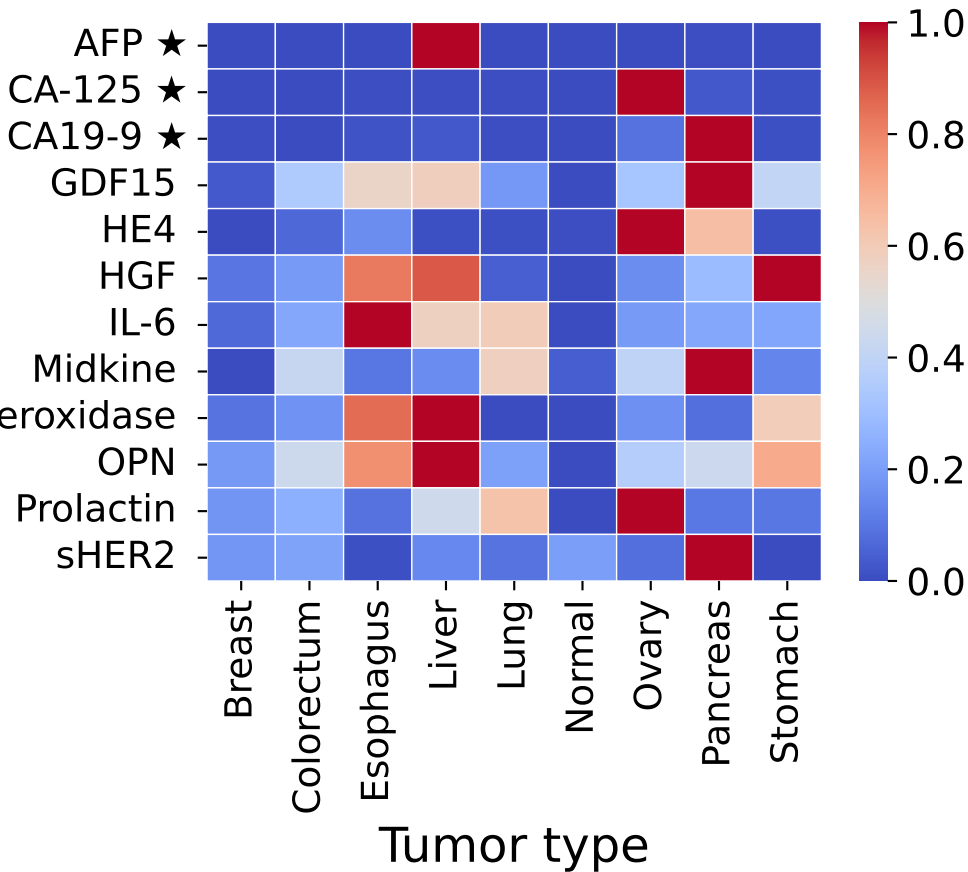 AFP ★
CA-125 ★
CA19-9 ★
GDF15
HE4
HGF
IL-6
Midkine
eroxidase
OPN
Prolactin
sHER2
Breast
Colorectum
Esophagus
Liver
Lung
Normal
Ovary
Pancreas
Stomach
Tumor type
1.0
0.8
0.6
0.4
0.2
0.0